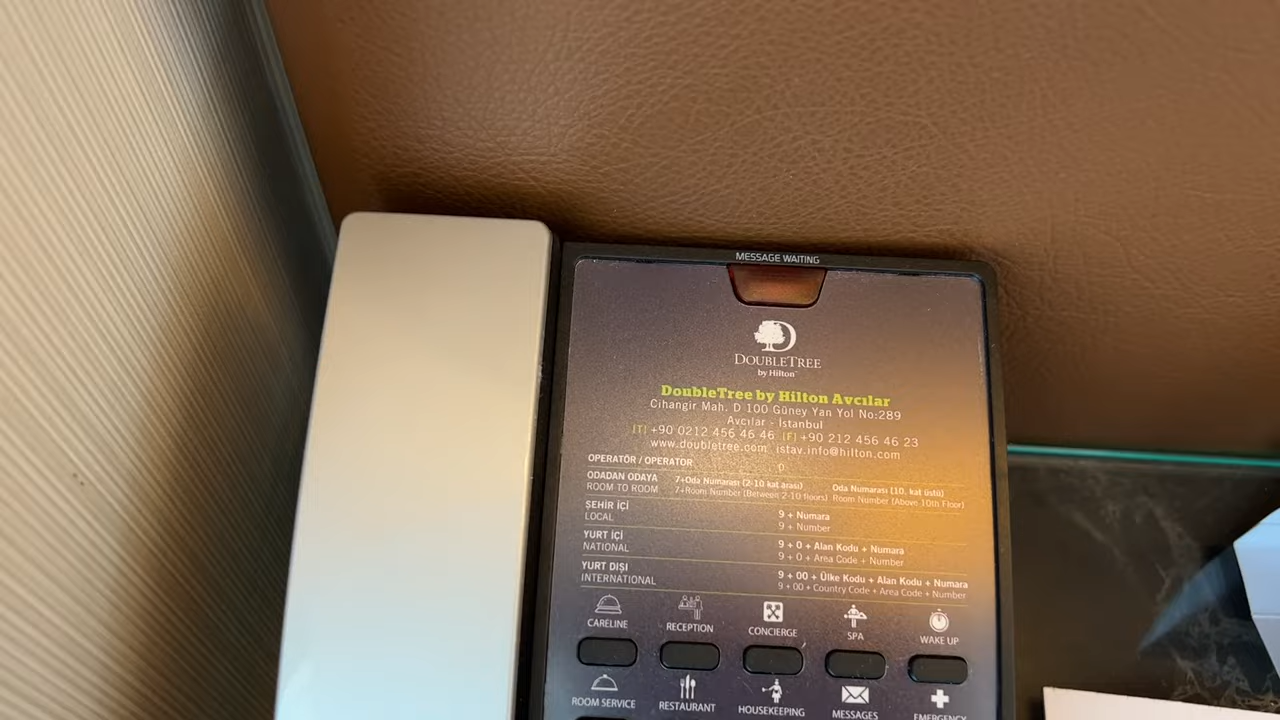 MESSAGE WAITING
DOUBLETREE
by Hilton™
DoubleTree by Hilton Avcılar
Cihangir Mah. D 100 Güney Yan Yol No:289
Avcılar - İstanbul
[T] +90 0212 456 46 46 [F] +90 212 456 46 23
www.doubletree.com istav.info@hilton.com
OPERATÖR / OPERATOR 0
ODADAN ODAYA 7+Oda Numarası (2-10 kat arası) Oda Numarası (10. kat üstü)
ROOM TO ROOM 7+Room Number (Between 2-10 floors) Room Number (Above 10th Floor)
ŞEHİR İÇİ 9 + Numara
LOCAL 9 + Number
YURT İÇİ 9 + 0 + Alan Kodu + Numara
NATIONAL 9 + 0 + Area Code + Number
YURT DIŞI 9 + 00 + Ülke Kodu + Alan Kodu + Numara
INTERNATIONAL 9 + 00 + Country Code + Area Code + Number
CARELINE RECEPTION CONCIERGE SPA WAKE UP
ROOM SERVICE RESTAURANT HOUSEKEEPING MESSAGES EMERGENCY